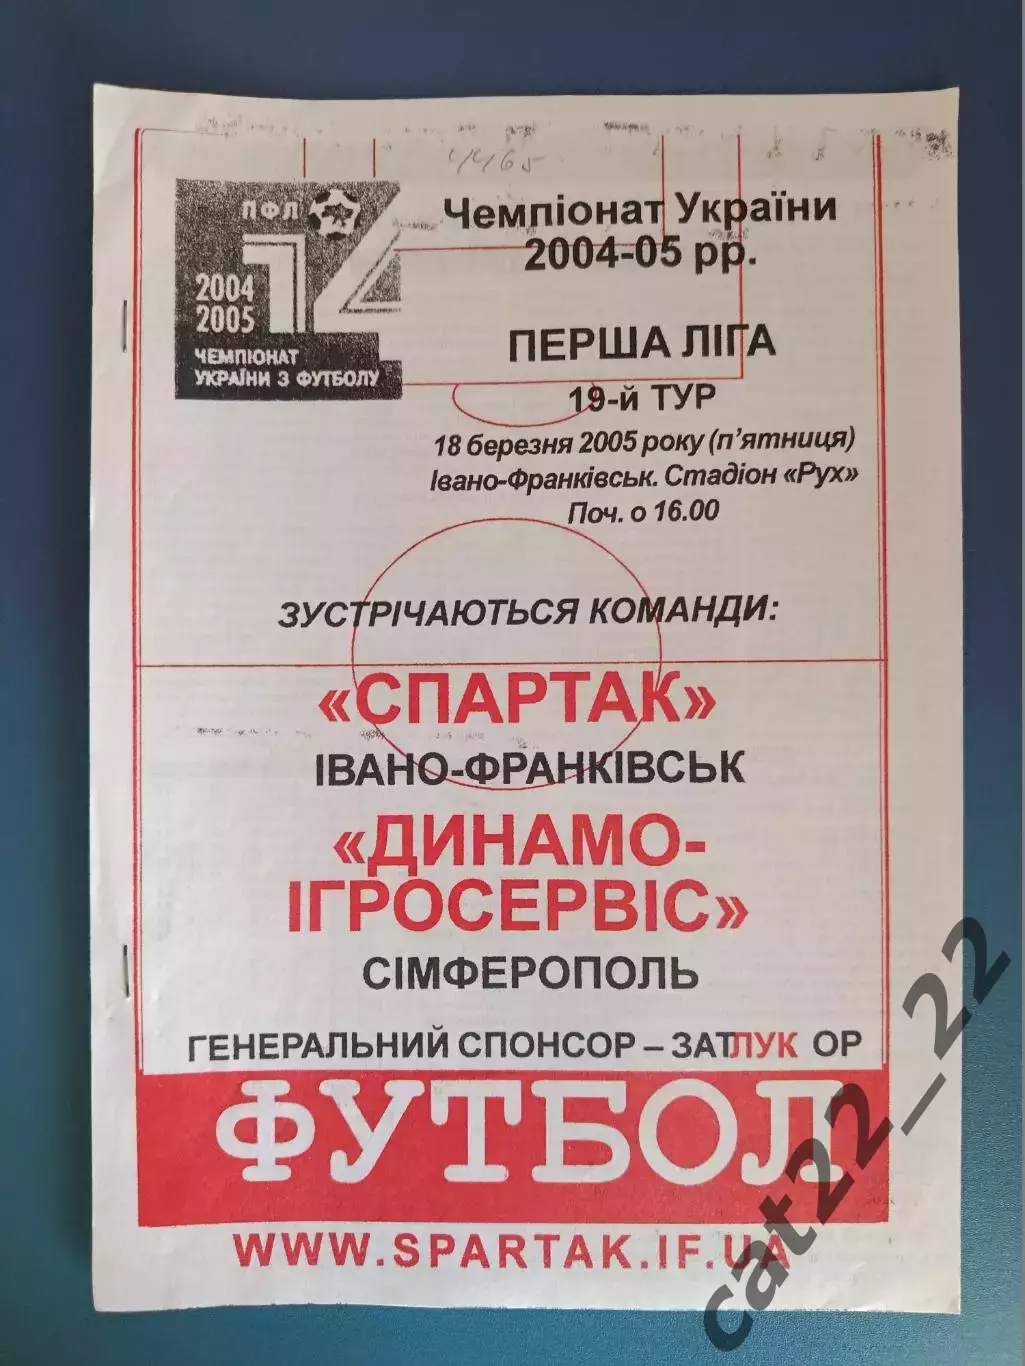 4465
ПФЛ
14
2004
2005
ЧЕМПІОНАТ
УКРАЇНИ З ФУТБОЛУ
Чемпіонат України
2004-05 рр.
ПЕРША ЛІГА
19-й ТУР
18 березня 2005 року (п'ятниця)
Івано-Франківськ. Стадіон «Рух»
Поч. о 16.00
ЗУСТРІЧАЮТЬСЯ КОМАНДИ:
«СПАРТАК»
ІВАНО-ФРАНКІВСЬК
«ДИНАМО-
ІГРОСЕРВІС»
СІМФЕРОПОЛЬ
ГЕНЕРАЛЬНИЙ СПОНСОР – ЗАТЛУК ОР
ФУТБОЛ
WWW.SPARTAK.IF.UA
cat22_22